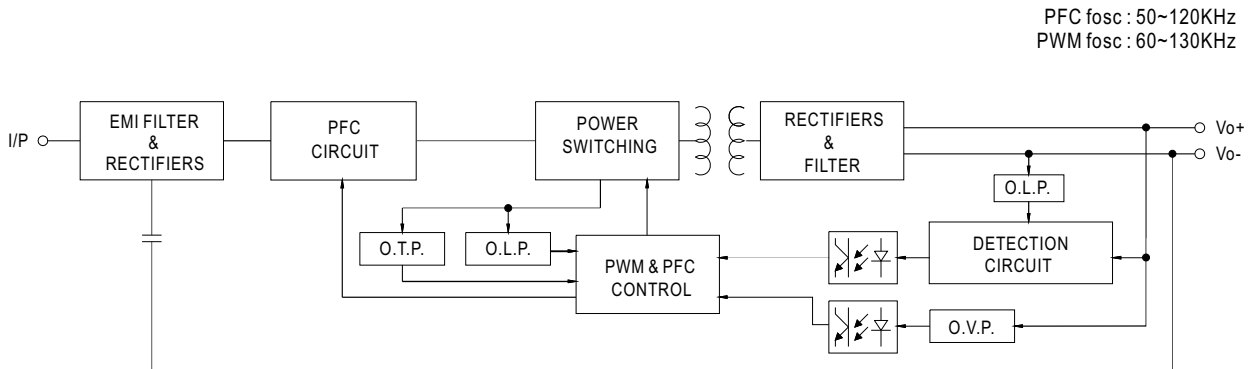 PFC fosc : 50~120KHz
PWM fosc : 60~130KHz
I/P
EMI FILTER
&
RECTIFIERS
PFC
CIRCUIT
POWER
SWITCHING
RECTIFIERS
&
FILTER
Vo+
Vo-
O.L.P.
O.T.P.
O.L.P.
PWM & PFC
CONTROL
DETECTION
CIRCUIT
O.V.P.